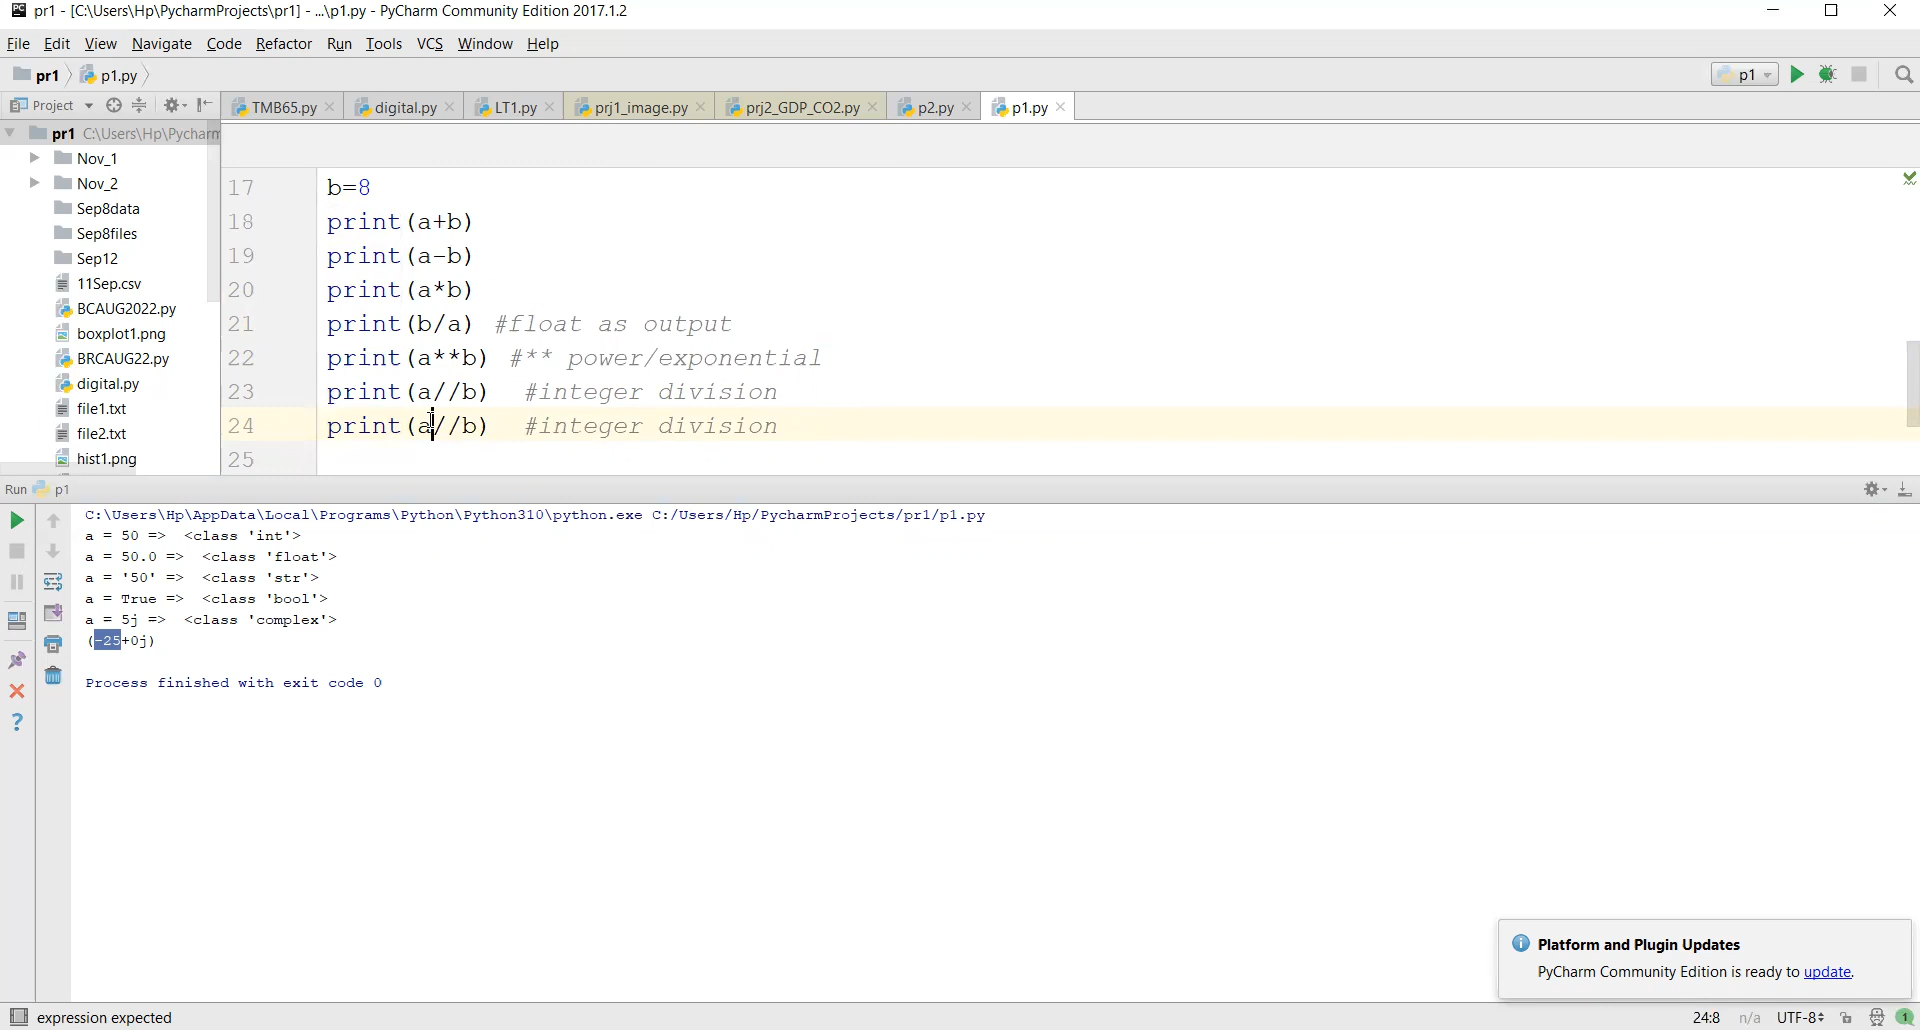 pr1 - [C:\Users\Hp\PycharmProjects\pr1] - ...\p1.py - PyCharm Community Edition 2017.1.2
File Edit View Navigate Code Refactor Run Tools VCS Window Help
pr1 p1.py p1
Project TMB65.py digital.py LT1.py prj1_image.py prj2_GDP_CO2.py p2.py p1.py
pr1 C:\Users\Hp\Pycharm
Nov_1
Nov_2
Sep8data
Sep8files
Sep12
11Sep.csv
BCAUG2022.py
boxplot1.png
BRCAUG22.py
digital.py
file1.txt
file2.txt
hist1.png
17 b=8
18 print(a+b)
19 print(a-b)
20 print(a*b)
21 print(b/a) #float as output
22 print(a**b) #** power/exponential
23 print(a//b) #integer division
24 print(a//b) #integer division
25
Run p1
C:\Users\Hp\AppData\Local\Programs\Python\Python310\python.exe C:/Users/Hp/PycharmProjects/pr1/p1.py
a = 50 => <class 'int'>
a = 50.0 => <class 'float'>
a = '50' => <class 'str'>
a = True => <class 'bool'>
a = 5j => <class 'complex'>
(-25+0j)
Process finished with exit code 0
Platform and Plugin Updates
PyCharm Community Edition is ready to update.
expression expected 24:8 n/a UTF-8 1